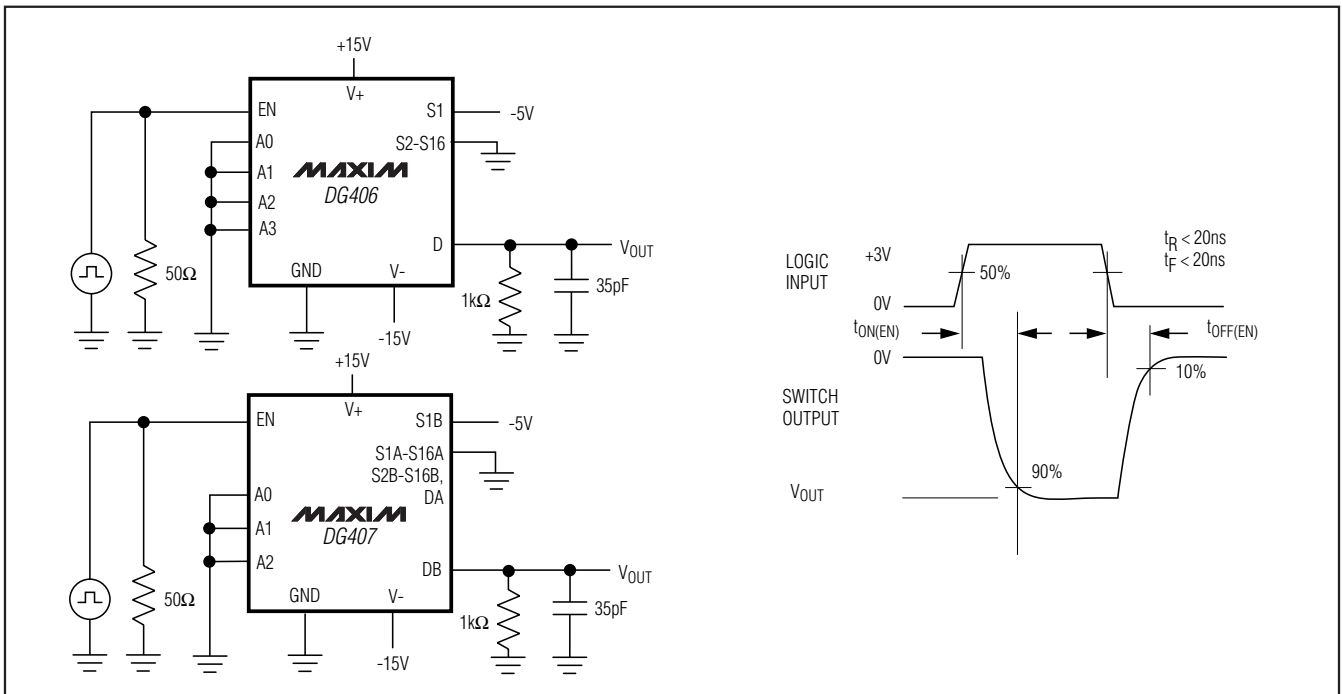 +15V
V+
EN
S1
-5V
A0
S2-S16
A1
MAXIM
DG406
A2
A3
D
VOUT
50Ω
GND
V-
1kΩ
35pF
-15V
+15V
V+
EN
S1B
-5V
S1A-S16A
S2B-S16B,
DA
A0
MAXIM
A1
DG407
A2
DB
VOUT
50Ω
GND
V-
1kΩ
35pF
-15V
LOGIC
INPUT
+3V
50%
tR < 20ns
tF < 20ns
0V
tON(EN)
tOFF(EN)
0V
10%
SWITCH
OUTPUT
90%
VOUT